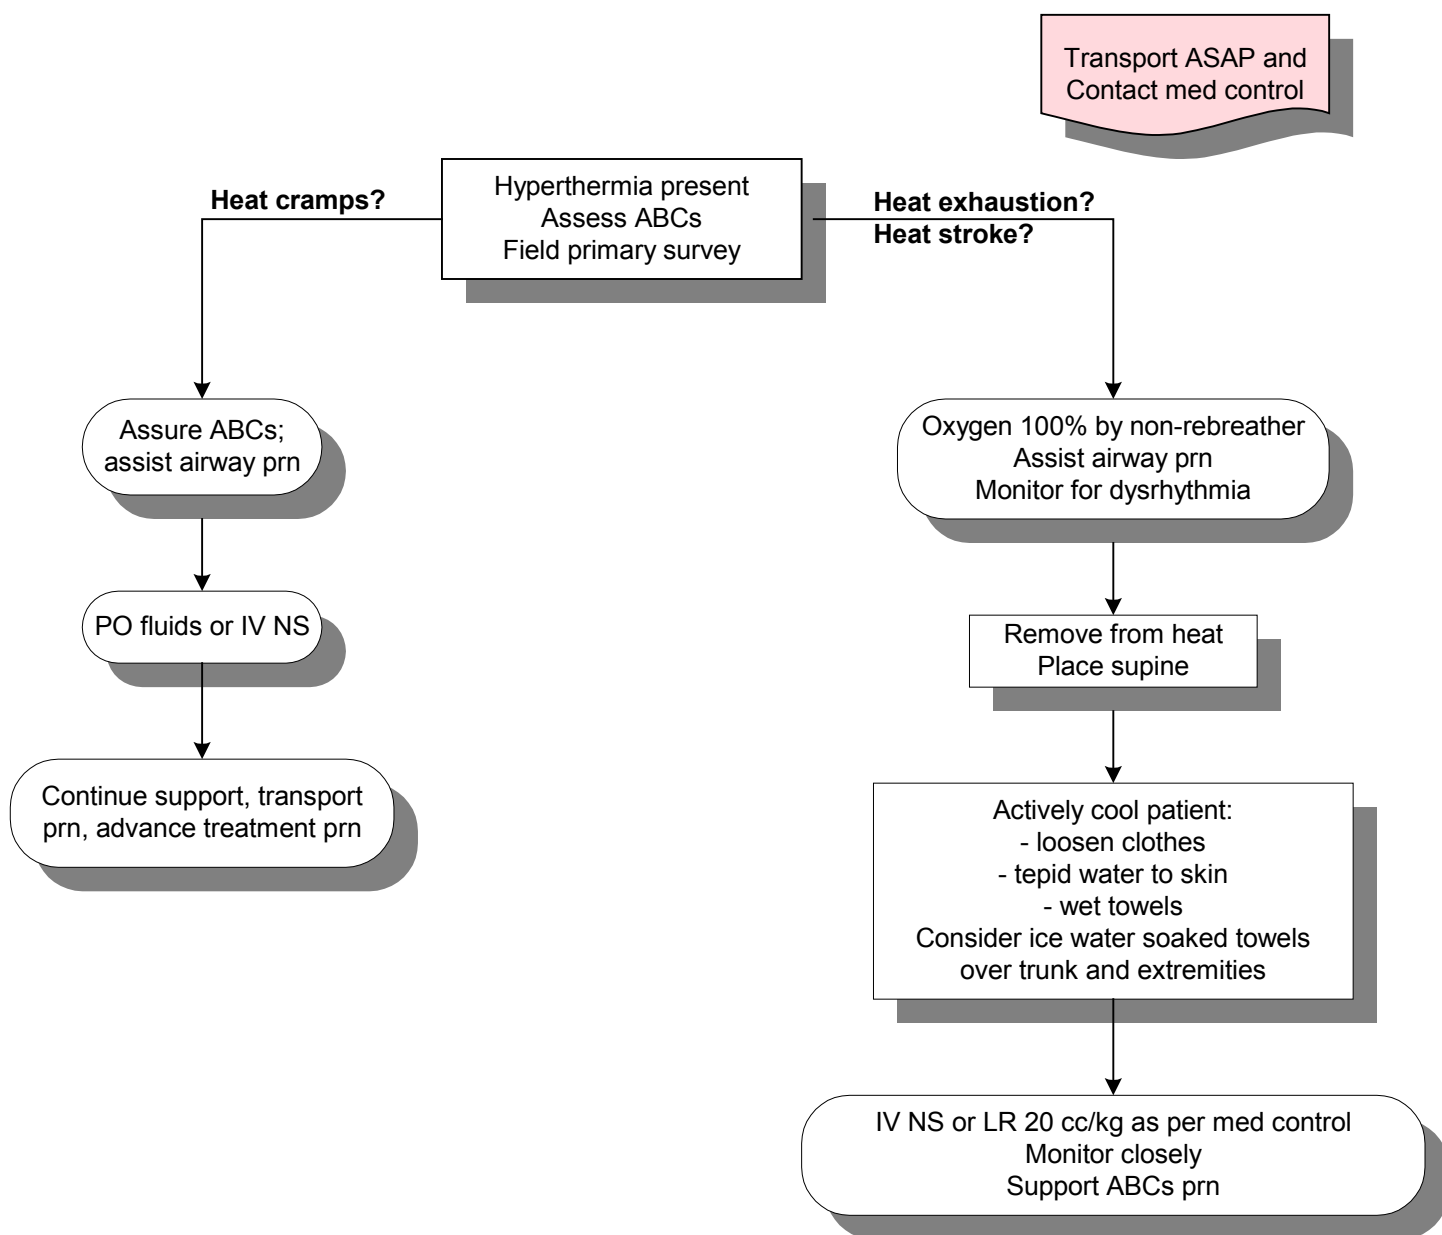 Transport ASAP and
Contact med control
Hyperthermia present
Assess ABCs
Field primary survey
Heat cramps?
Heat exhaustion?
Heat stroke?
Assure ABCs;
assist airway prn
PO fluids or IV NS
Continue support, transport
prn, advance treatment prn
Oxygen 100% by non-rebreather
Assist airway prn
Monitor for dysrhythmia
Remove from heat
Place supine
Actively cool patient:
- loosen clothes
- tepid water to skin
- wet towels
Consider ice water soaked towels
over trunk and extremities
IV NS or LR 20 cc/kg as per med control
Monitor closely
Support ABCs prn